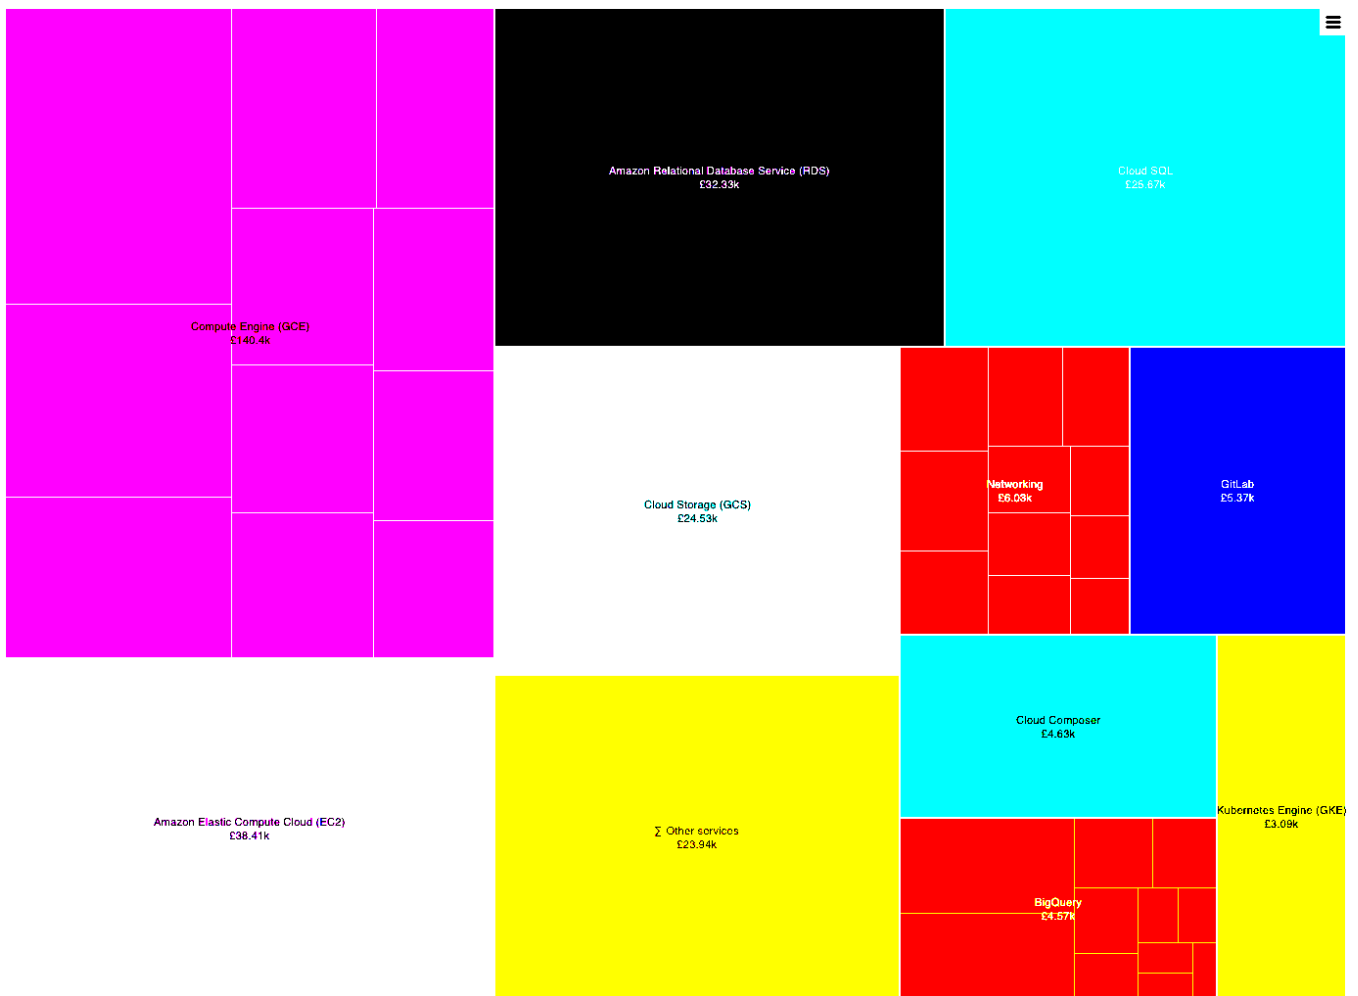 Compute Engine (GCE)
£140.4k
Amazon Elastic Compute Cloud (EC2)
£38.41k
Amazon Relational Database Service (RDS)
£32.33k
Cloud SQL
£25.67k
Cloud Storage (GCS)
£24.53k
∑ Other services
£23.94k
Networking
£6.03k
GitLab
£5.37k
Cloud Composer
£4.63k
BigQuery
£4.57k
Kubernetes Engine (GKE)
£3.09k